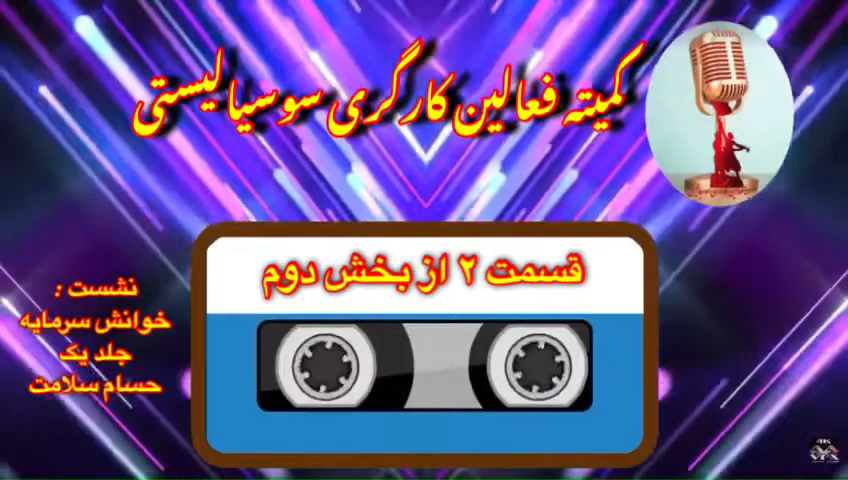 کمیته فعالین کارگری سوسیالیستی
قسمت ۲ از بخش دوم
نشست :
خوانش سرمایه
جلد یک
حسام سلامت